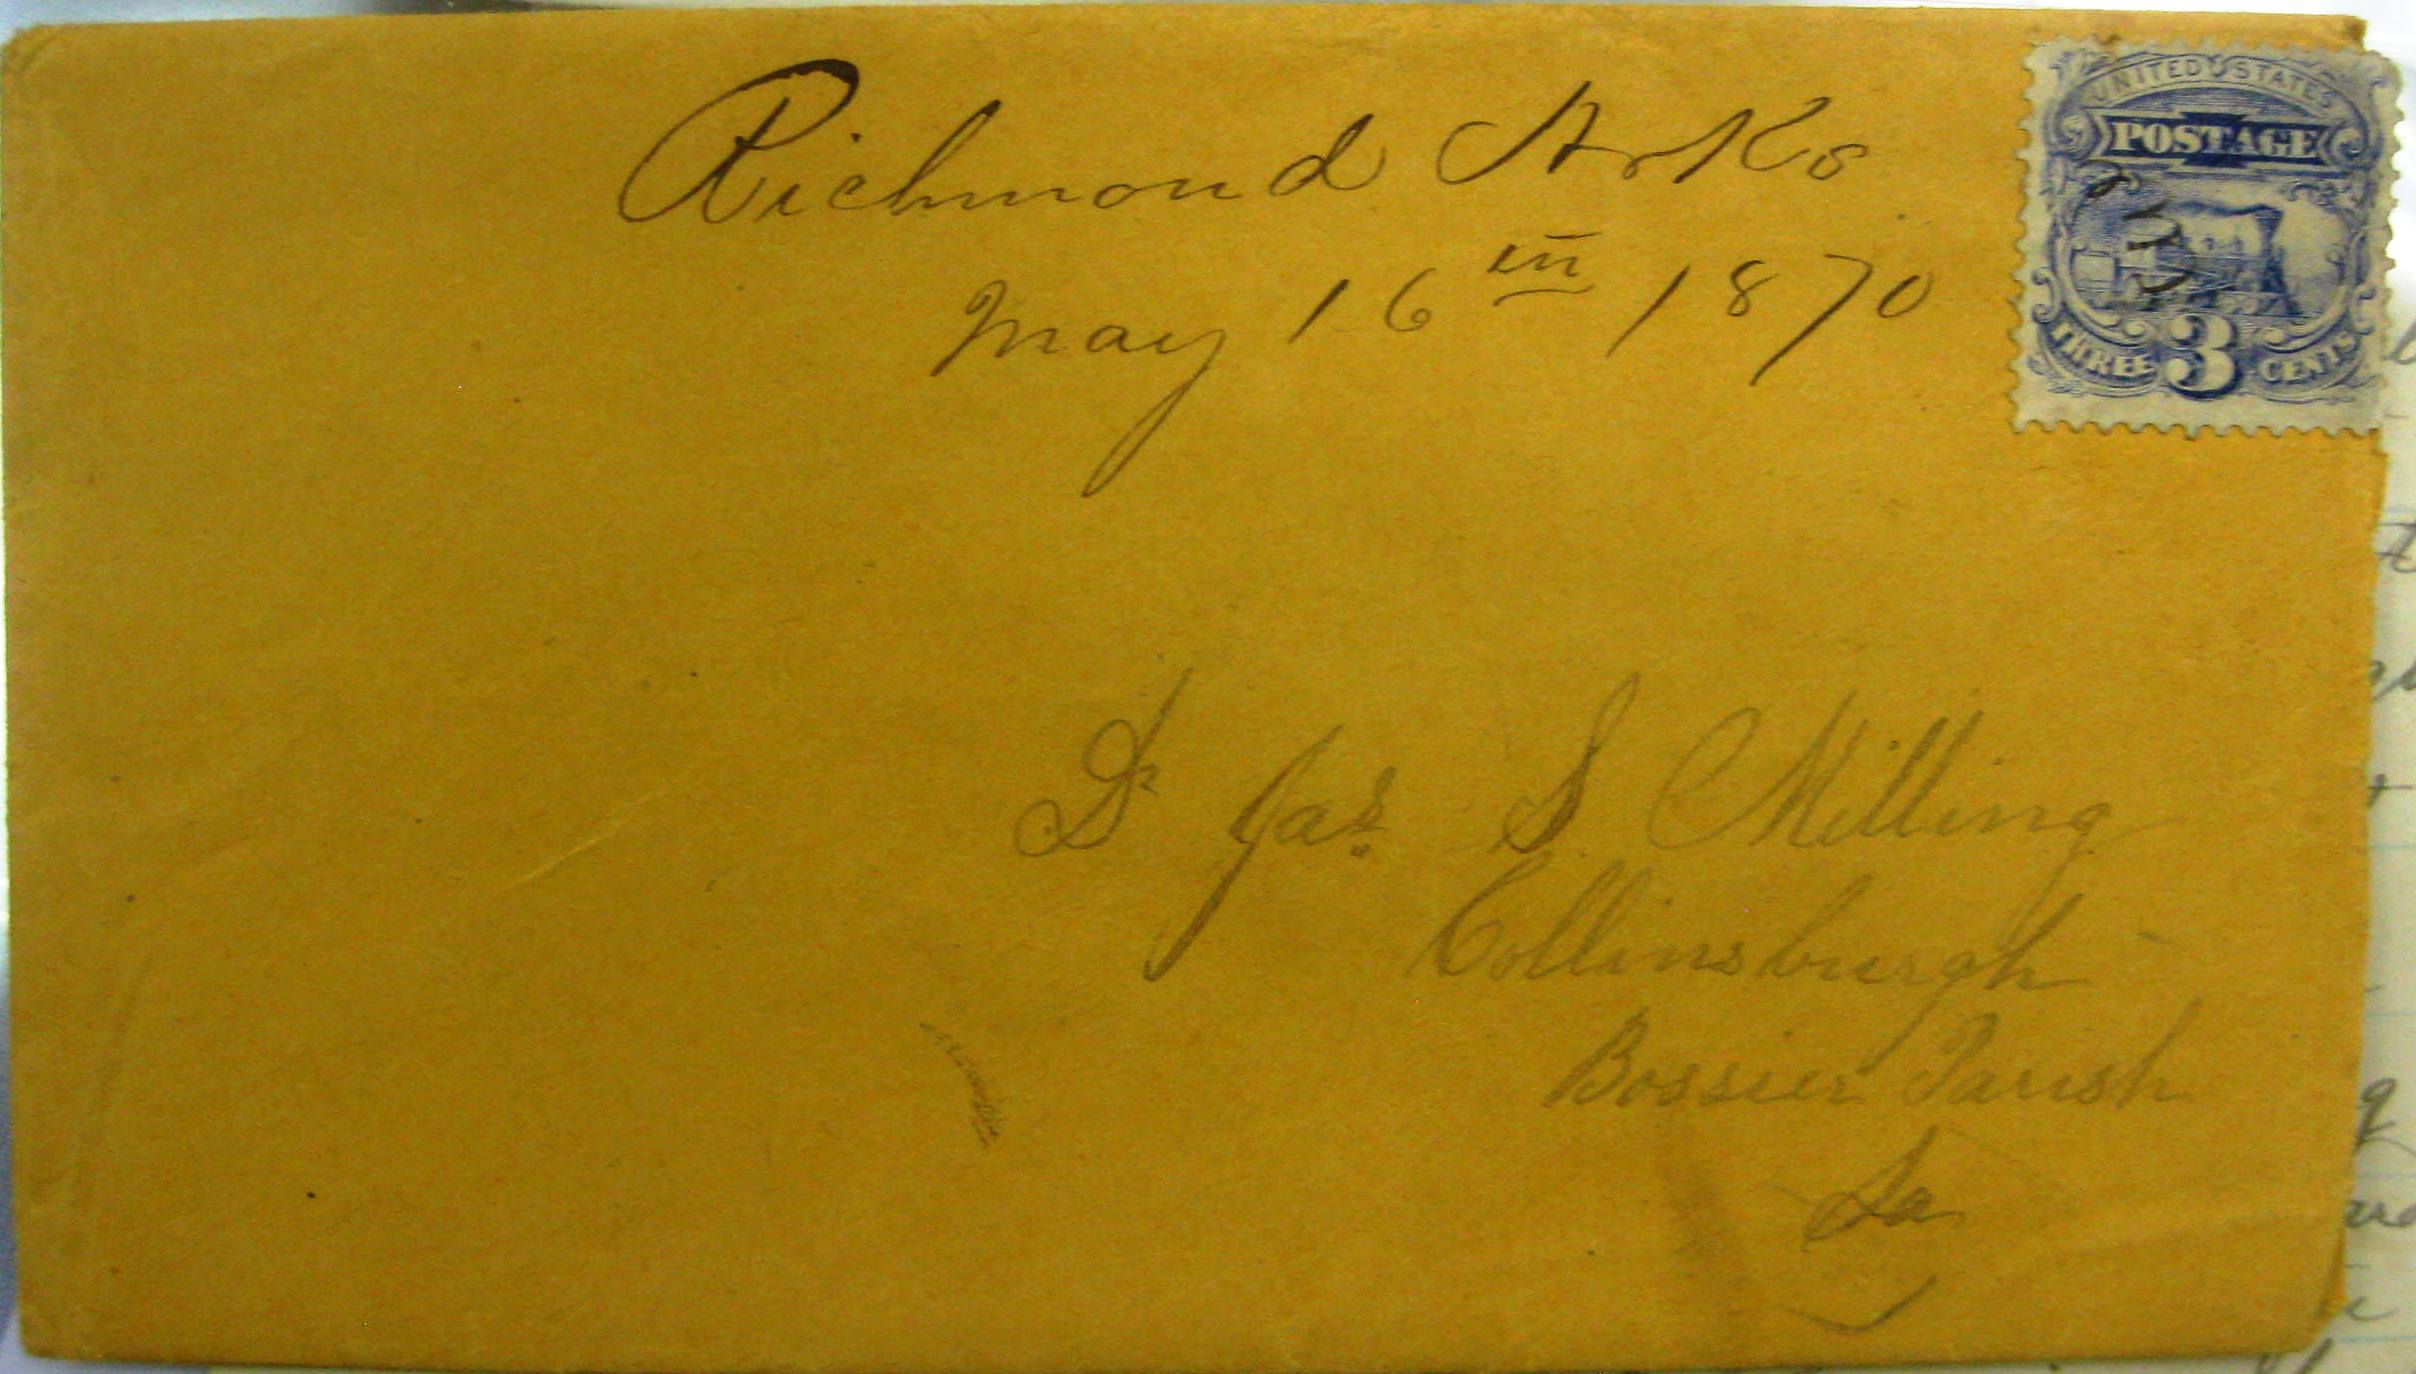 Richmond Arks
May 16th 1870
UNITED STATES
POSTAGE
THREE 3 CENTS
Dr Jas S Milling
Collinsburgh
Bossier Parish
La